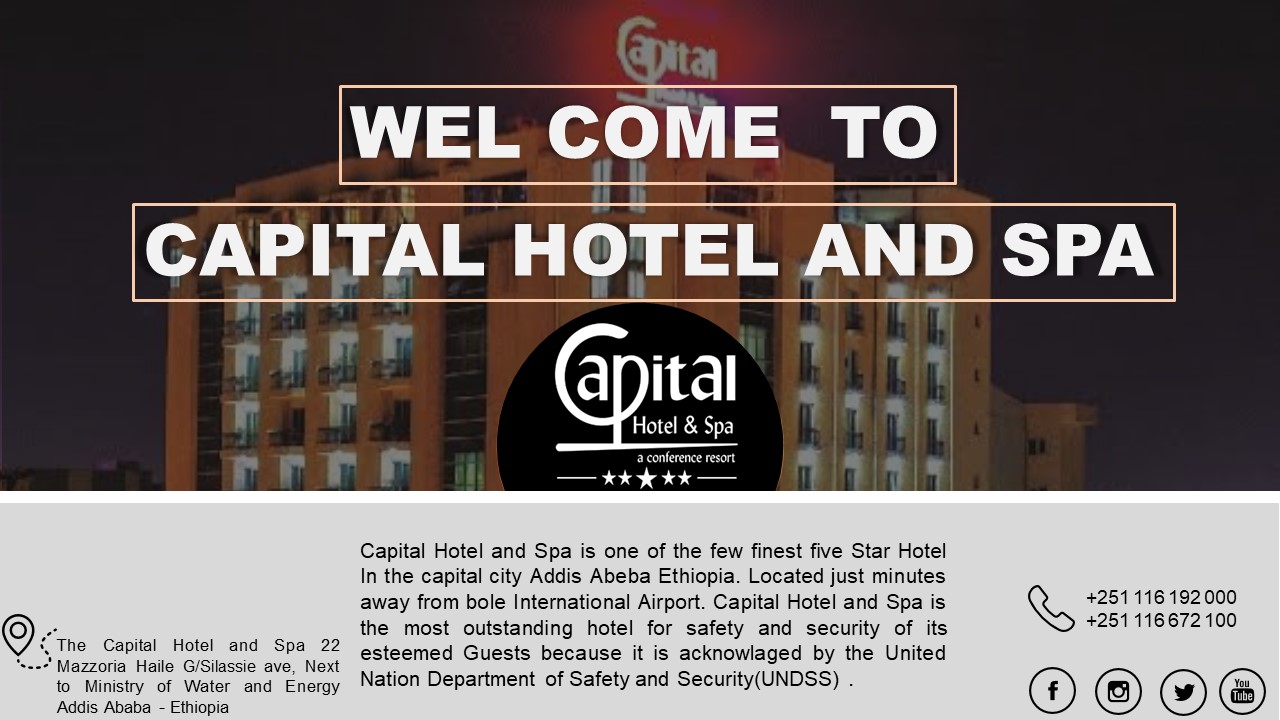 Capital
WEL COME TO
CAPITAL HOTEL AND SPA
Capital
Hotel & Spa
a conference resort
Capital Hotel and Spa is one of the few finest five Star Hotel
In the capital city Addis Abeba Ethiopia. Located just minutes
away from bole International Airport. Capital Hotel and Spa is
the most outstanding hotel for safety and security of its
esteemed Guests because it is acknowlaged by the United
Nation Department of Safety and Security(UNDSS) .
The Capital Hotel and Spa 22
Mazzoria Haile G/Silassie ave, Next
to Ministry of Water and Energy
Addis Ababa - Ethiopia
+251 116 192 000
+251 116 672 100
f
You
Tube